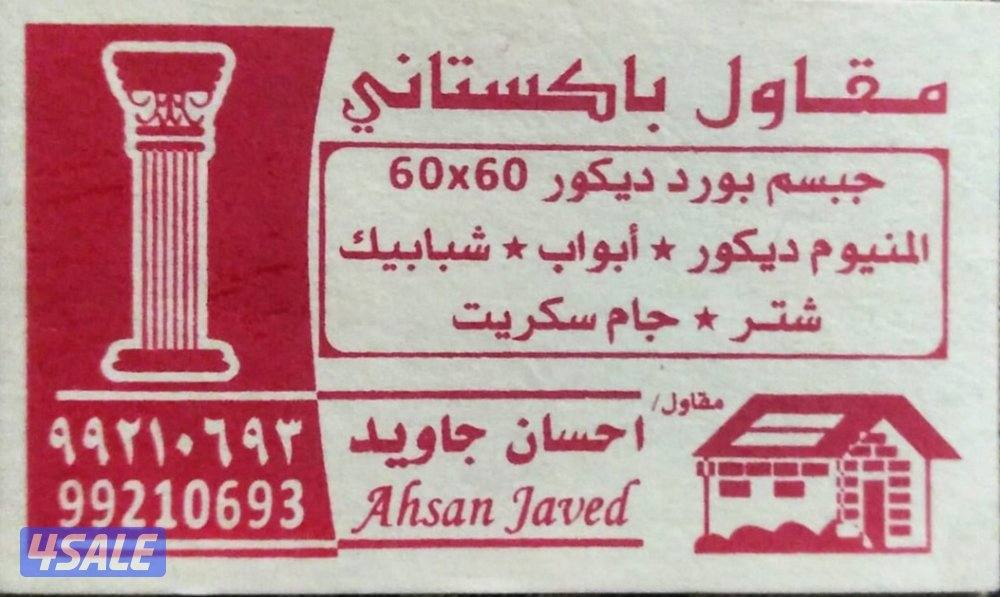 مقاول باكستاني
جبسم بورد ديكور 60x60
المنيوم ديكور ★ أبواب ★ شبابيك
شتر ★ جام سكريت
مقاول/
احسان جاويد
Ahsan Javed
٩٩٢١٠٦٩٣
99210693
4SALE